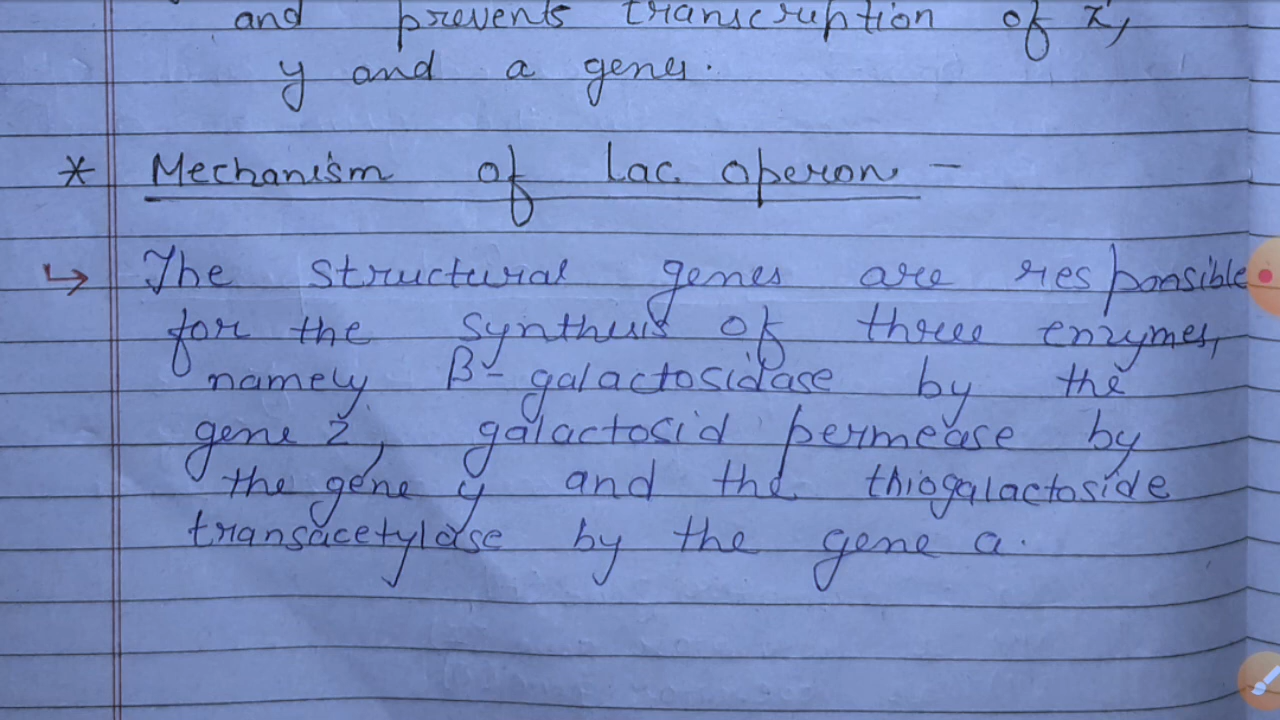 and prevents transcription of z,
y and a genes.
* Mechanism of Lac operon -
↳ The structural genes are responsible
for the synthesis of three enzymes,
namely β-galactosidase by the
gene z, galactosid permease by
the gene y and the thiogalactoside
transacetylase by the gene a.